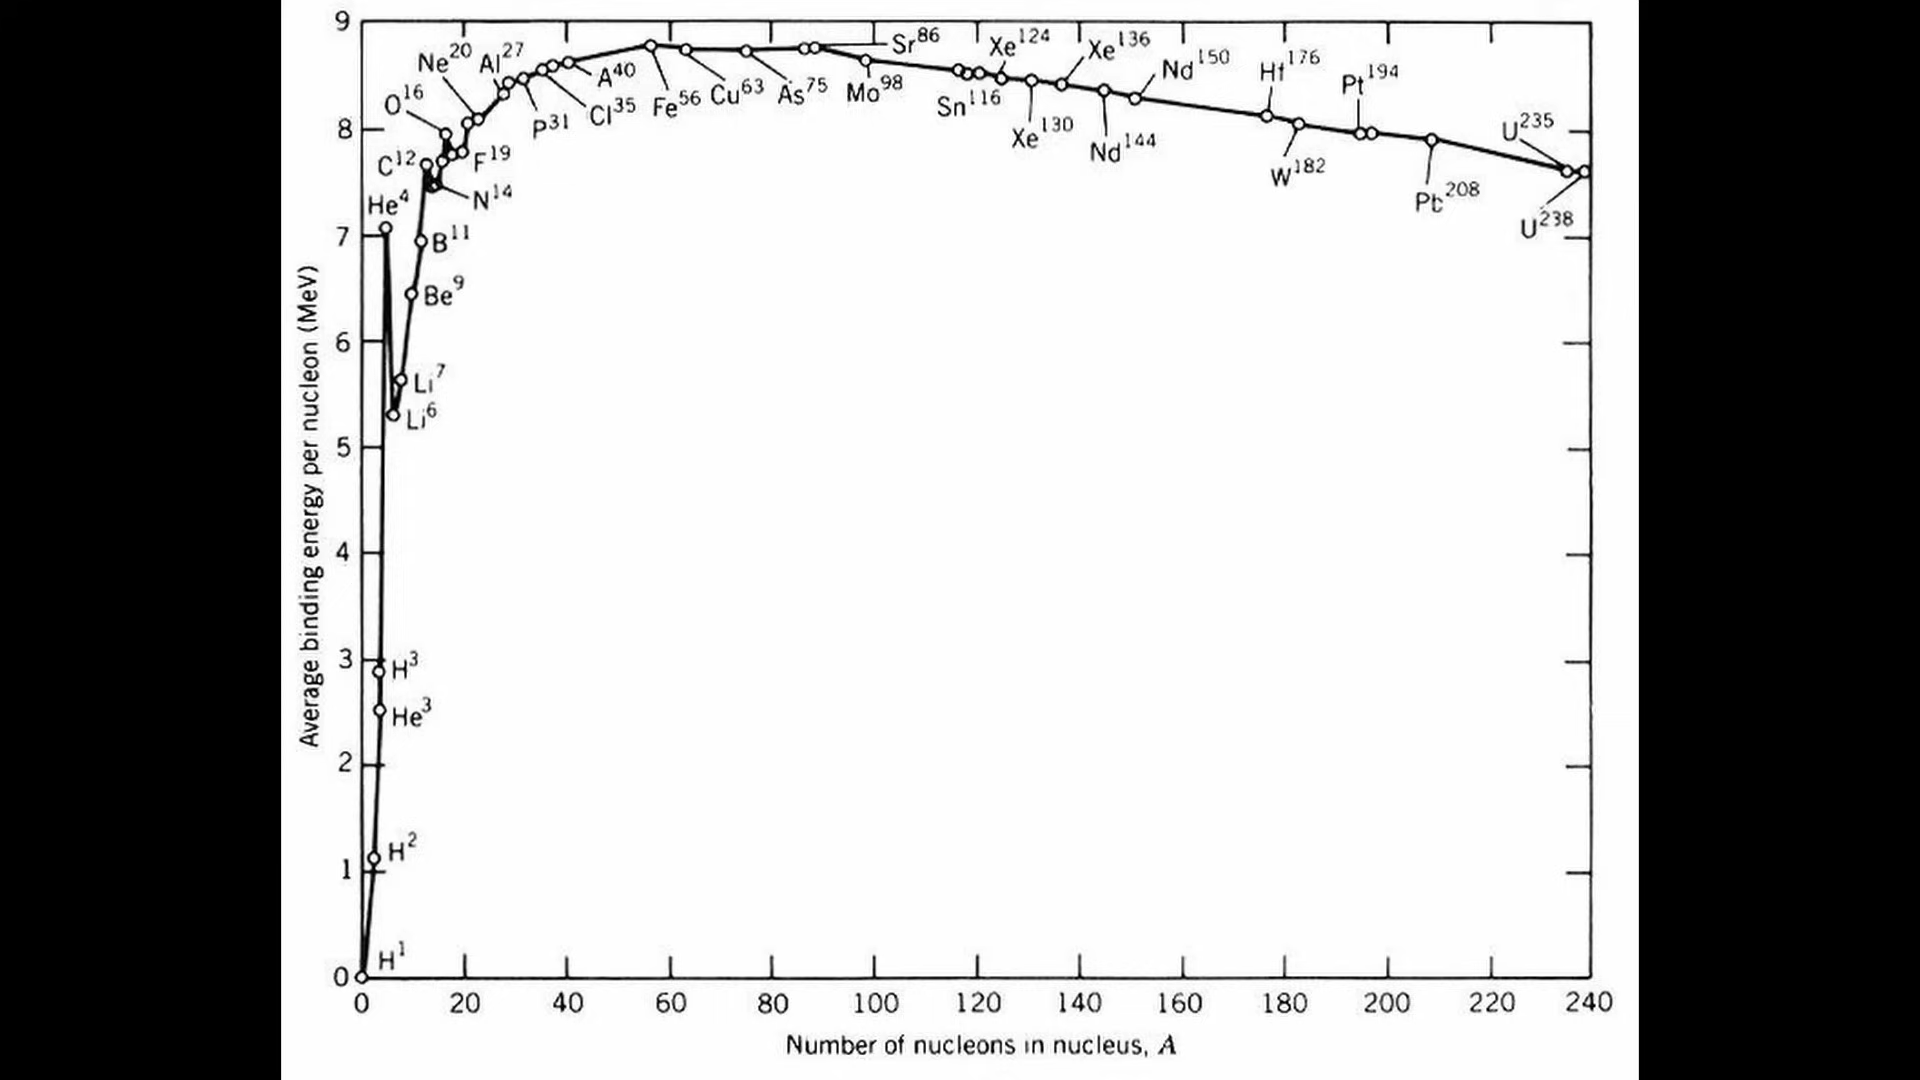 9
8
7
6
5
4
3
2
1
0
Average binding energy per nucleon (MeV)
H¹
H²
He³
H³
Li⁶
Li⁷
Be⁹
B¹¹
He⁴
C¹²
N¹⁴
O¹⁶
F¹⁹
Ne²⁰
Al²⁷
P³¹
Cl³⁵
A⁴⁰
Fe⁵⁶
Cu⁶³
As⁷⁵
Sr⁸⁶
Mo⁹⁸
Sn¹¹⁶
Xe¹²⁴
Xe¹³⁰
Xe¹³⁶
Nd¹⁴⁴
Nd¹⁵⁰
Hf¹⁷⁶
W¹⁸²
Pt¹⁹⁴
Pb²⁰⁸
U²³⁵
U²³⁸
0 20 40 60 80 100 120 140 160 180 200 220 240
Number of nucleons in nucleus, A